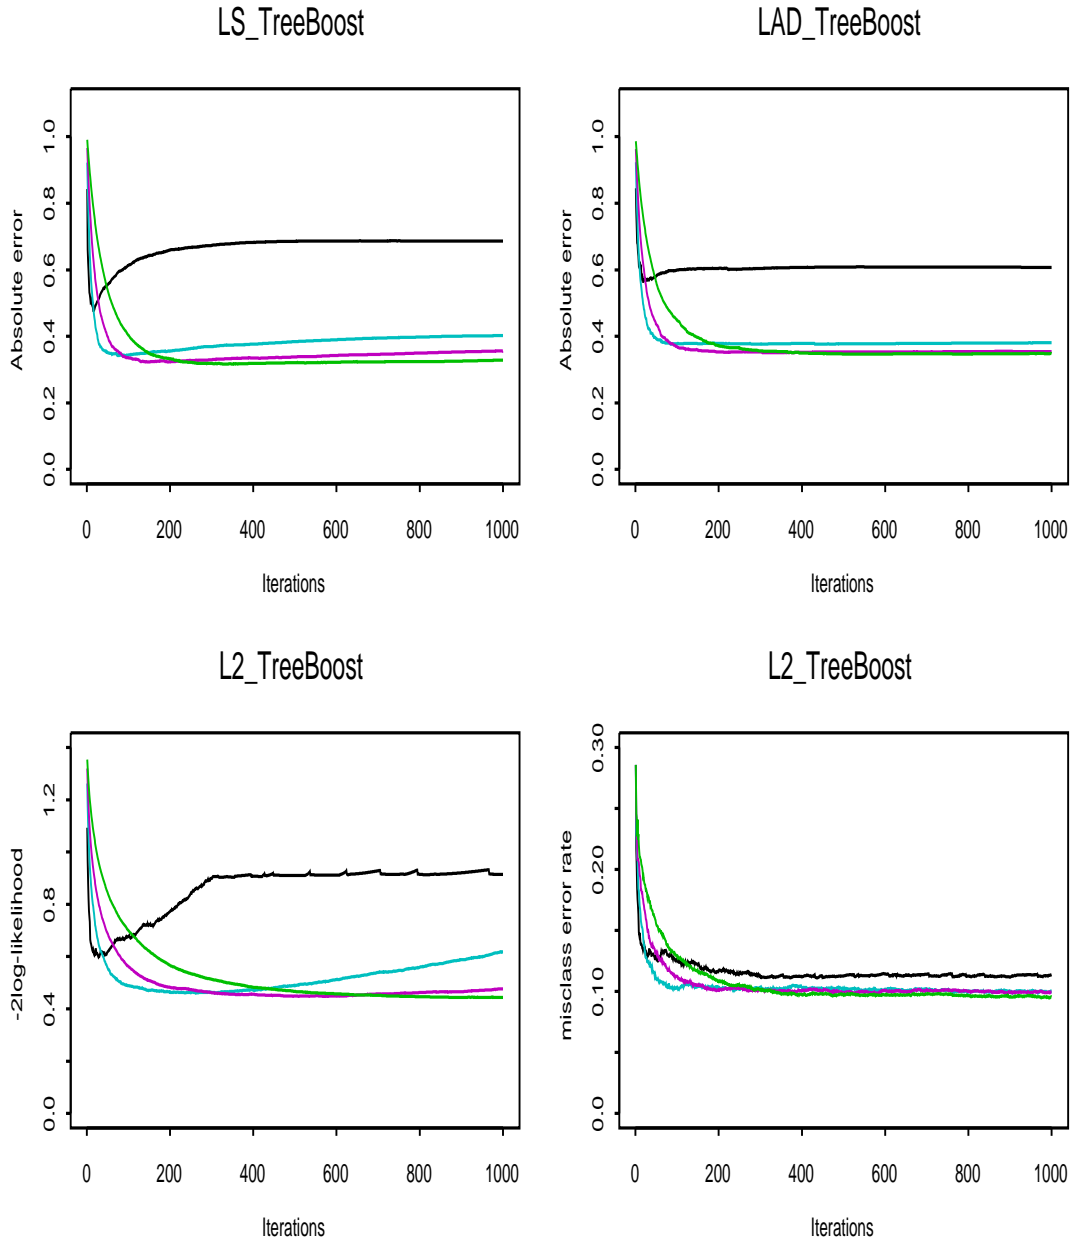 LS_TreeBoost
Absolute error
1.0
0.8
0.6
0.4
0.2
0.0
0 200 400 600 800 1000
Iterations
LAD_TreeBoost
Absolute error
1.0
0.8
0.6
0.4
0.2
0.0
0 200 400 600 800 1000
Iterations
L2_TreeBoost
-2log-likelihood
1.2
0.8
0.4
0.0
0 200 400 600 800 1000
Iterations
L2_TreeBoost
misclass error rate
0.30
0.20
0.10
0.0
0 200 400 600 800 1000
Iterations